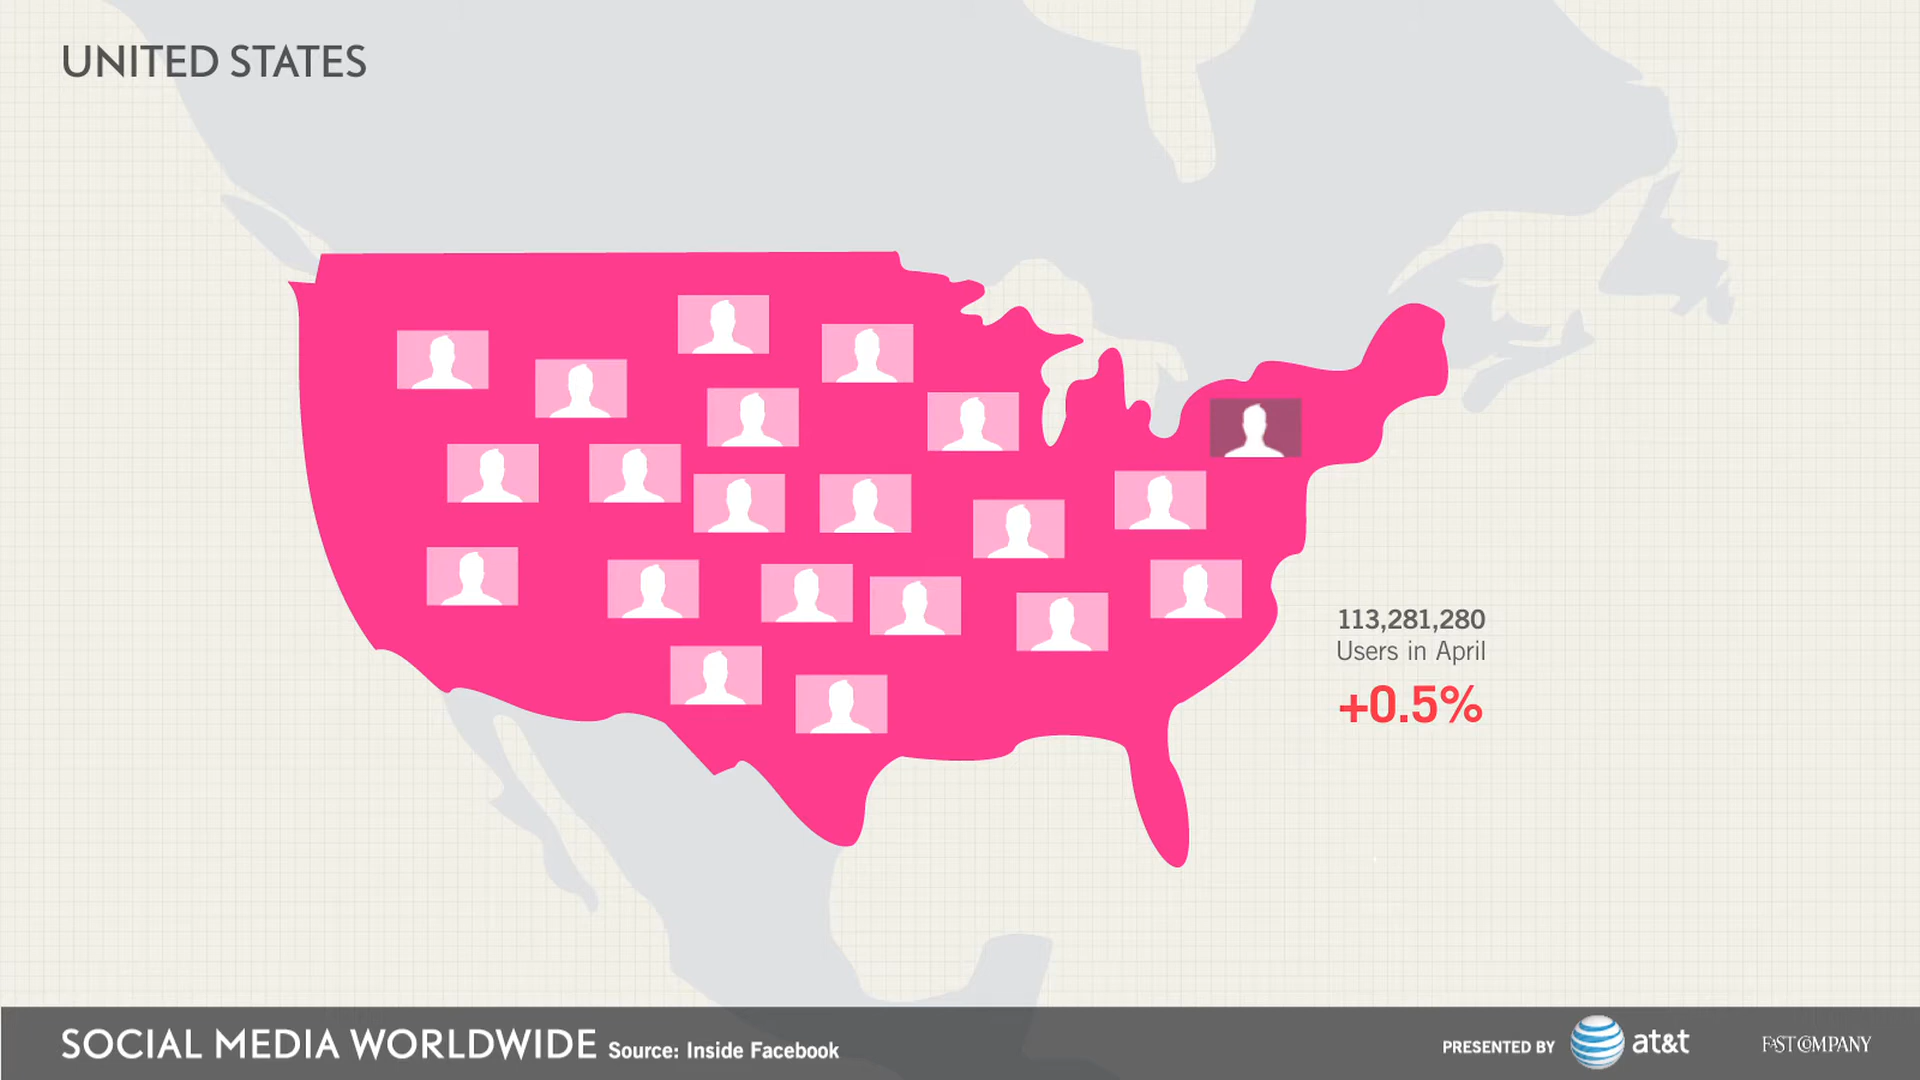 UNITED STATES
113,281,280
Users in April
+0.5%
SOCIAL MEDIA WORLDWIDE Source: Inside Facebook
PRESENTED BY at&t FAST COMPANY